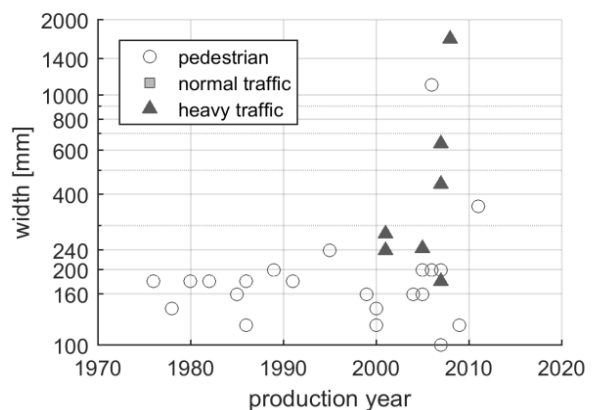 2000
1400
1000
800
600
400
240
200
160
100
width [mm]
pedestrian
normal traffic
heavy traffic
1970 1980 1990 2000 2010 2020
production year